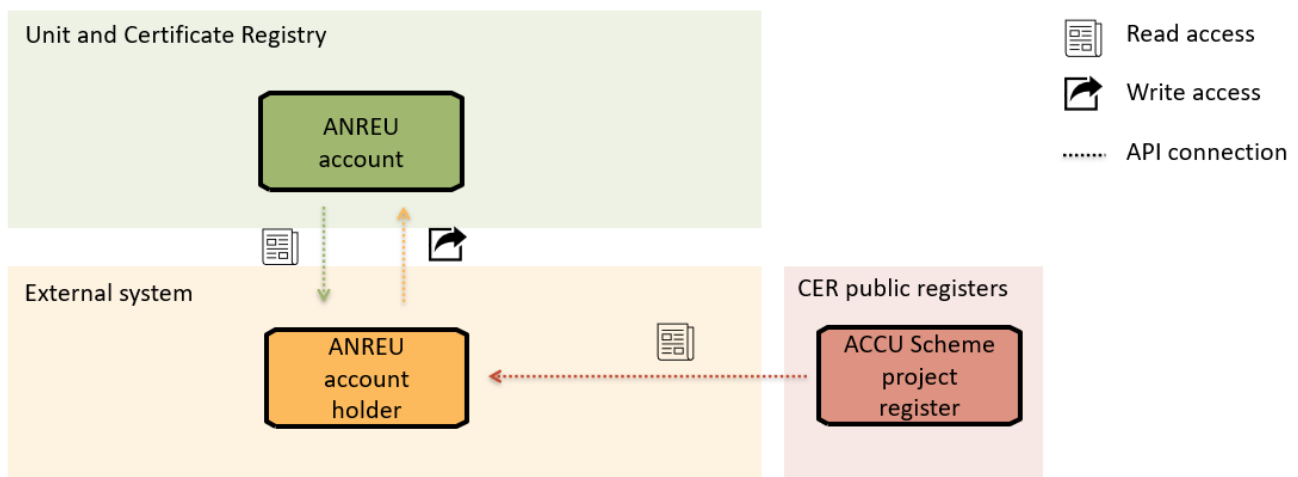 Unit and Certificate Registry
ANREU
account
External system
ANREU
account
holder
CER public registers
ACCU Scheme
project
register
Read access
Write access
API connection